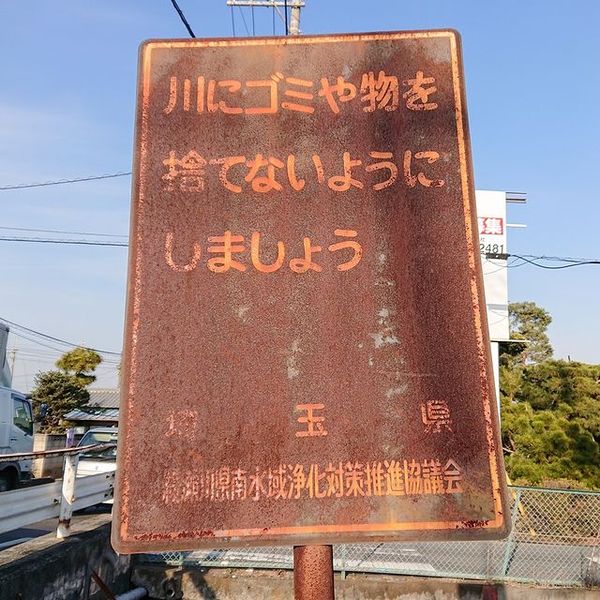 川にゴミや物を
捨てないように
しましょう
埼 玉 県
綾瀬川県南水域浄化対策推進協議会
募集
2481